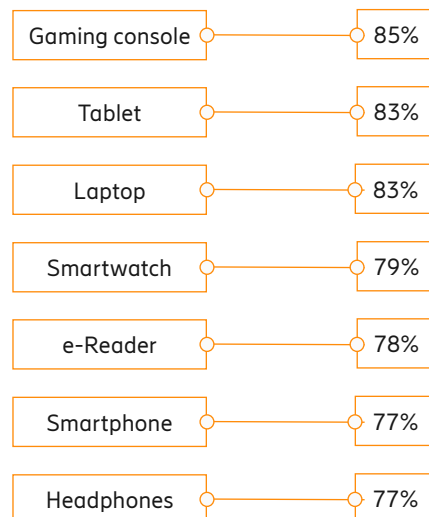 Gaming console 85%
Tablet 83%
Laptop 83%
Smartwatch 79%
e-Reader 78%
Smartphone 77%
Headphones 77%